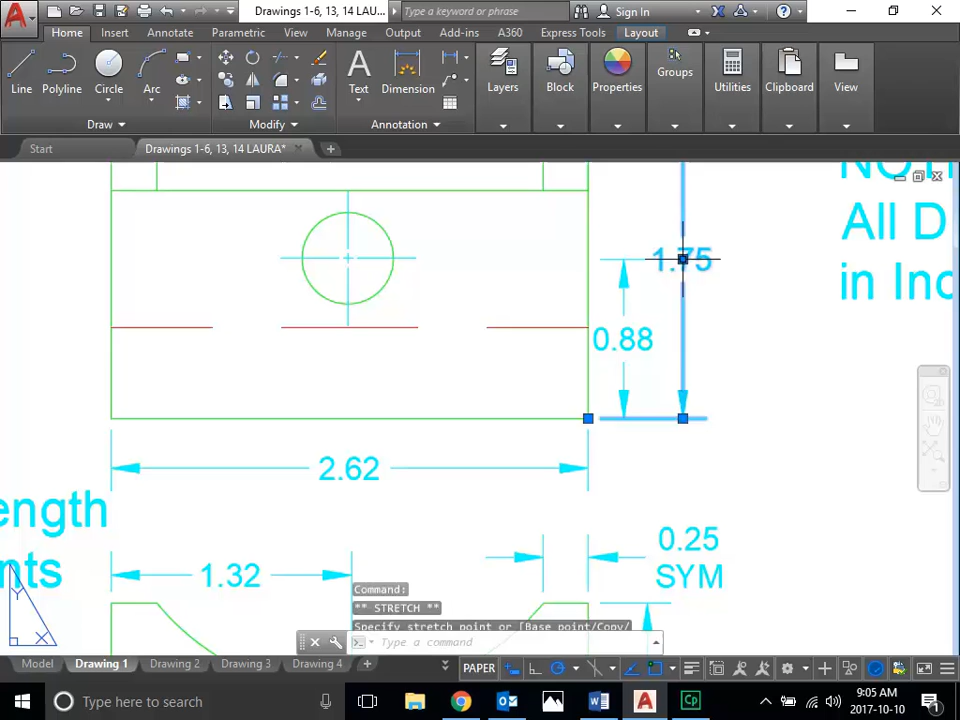 Drawings 1-6, 13, 14 LAU...
Type a keyword or phrase
Sign In
Home Insert Annotate Parametric View Manage Output Add-ins A360 Express Tools Layout
Line Polyline Circle Arc
Text Dimension
Layers Block Properties Groups Utilities Clipboard View
Draw Modify Annotation
Start Drawings 1-6, 13, 14 LAURA*
All D
in Inc
1.75
0.88
2.62
ength
nts
1.32
0.25
SYM
Command:
** STRETCH **
Specify stretch point or [Base point/Copy/
Type a command
Y
X
Model Drawing 1 Drawing 2 Drawing 3 Drawing 4
PAPER
Type here to search
9:05 AM
2017-10-10